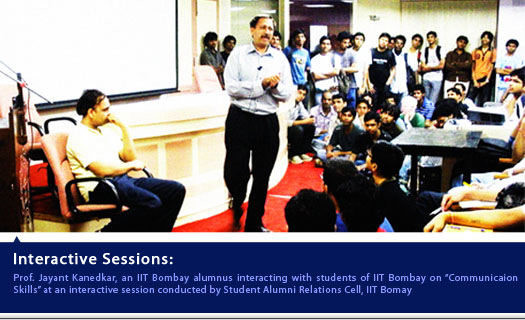 Interactive Sessions:
Prof. Jayant Kanedkar, an IIT Bombay alumnus interacting with students of IIT Bombay on "Communicaion
Skills" at an interactive session conducted by Student Alumni Relations Cell, IIT Bomay